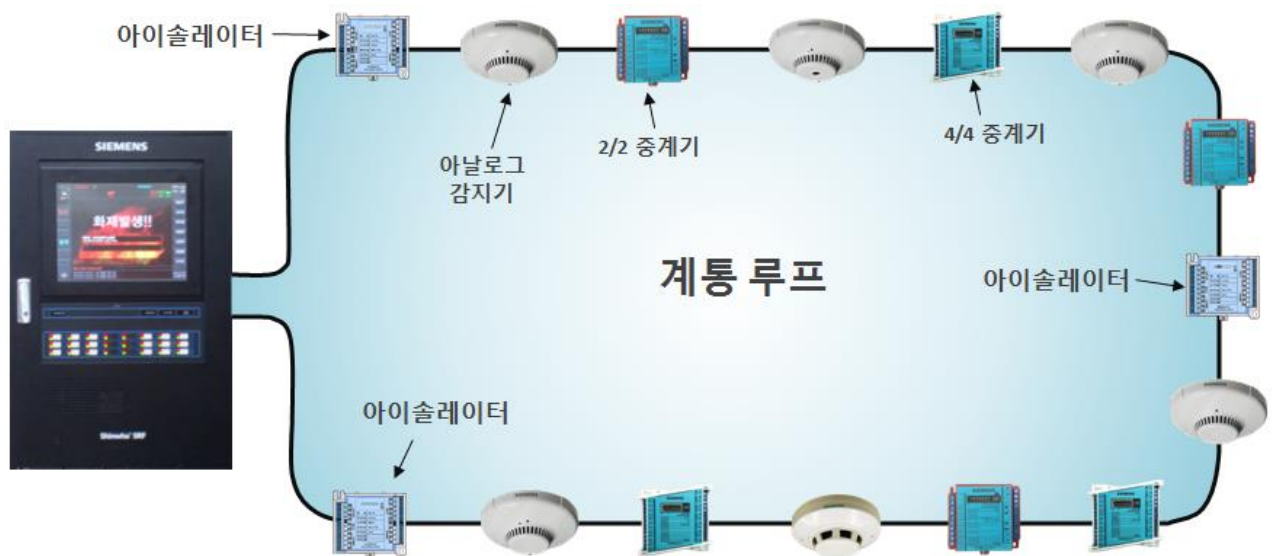 아이솔레이터
SIEMENS
화재발생!!
아날로그
감지기
2/2 중계기
4/4 중계기
계통 루프
아이솔레이터
아이솔레이터